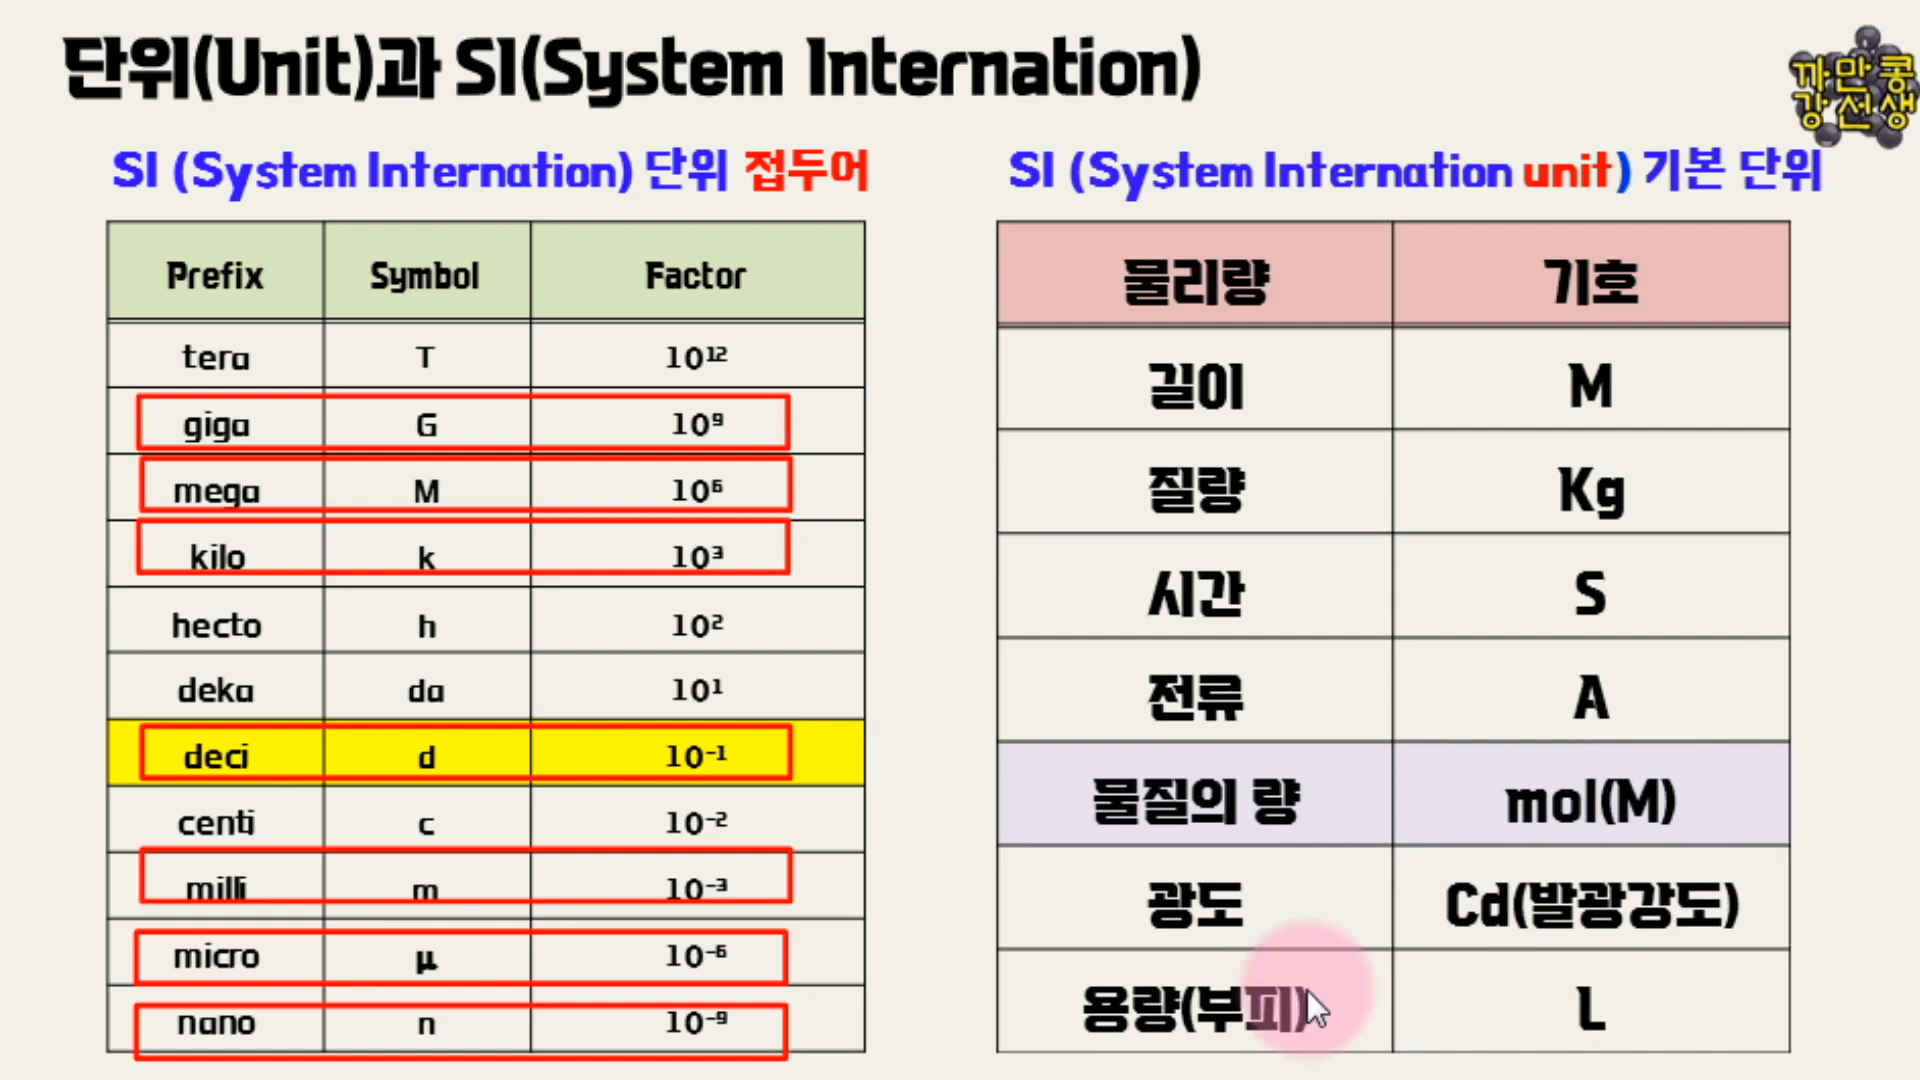 단위(Unit)과 SI(System Internation)
까만콩
강선생
SI (System Internation) 단위 접두어
Prefix Symbol Factor
tera T 10¹²
giga G 10⁹
mega M 10⁶
kilo k 10³
hecto h 10²
deka da 10¹
deci d 10⁻¹
centi c 10⁻²
milli m 10⁻³
micro μ 10⁻⁶
nano n 10⁻⁹
SI (System Internation unit) 기본 단위
물리량 기호
길이 M
질량 Kg
시간 S
전류 A
물질의 량 mol(M)
광도 Cd(발광강도)
용량(부피) L